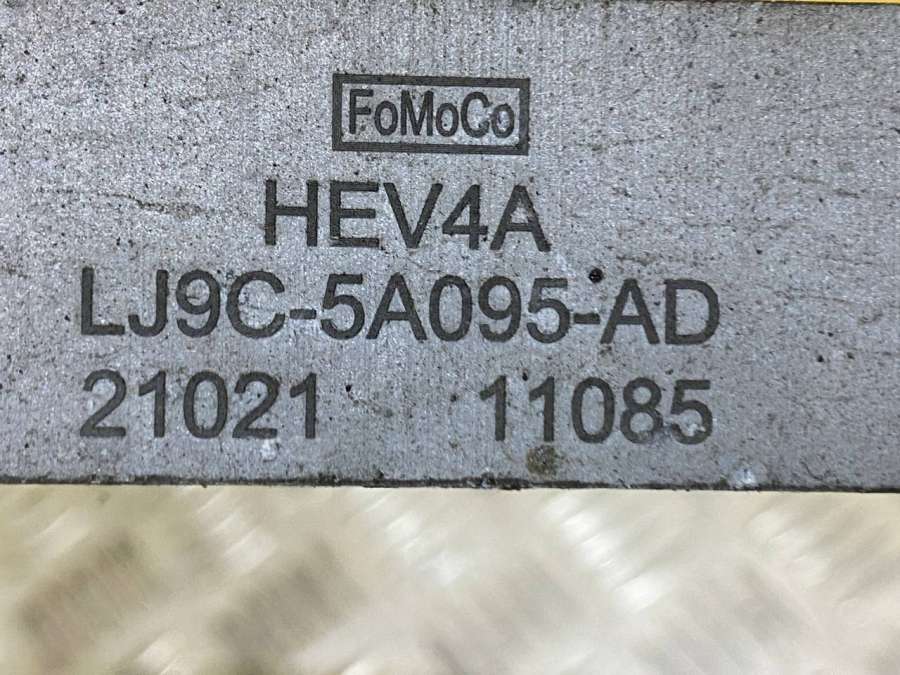 FoMoCo
HEV4A
LJ9C-5A095-AD
21021 11085